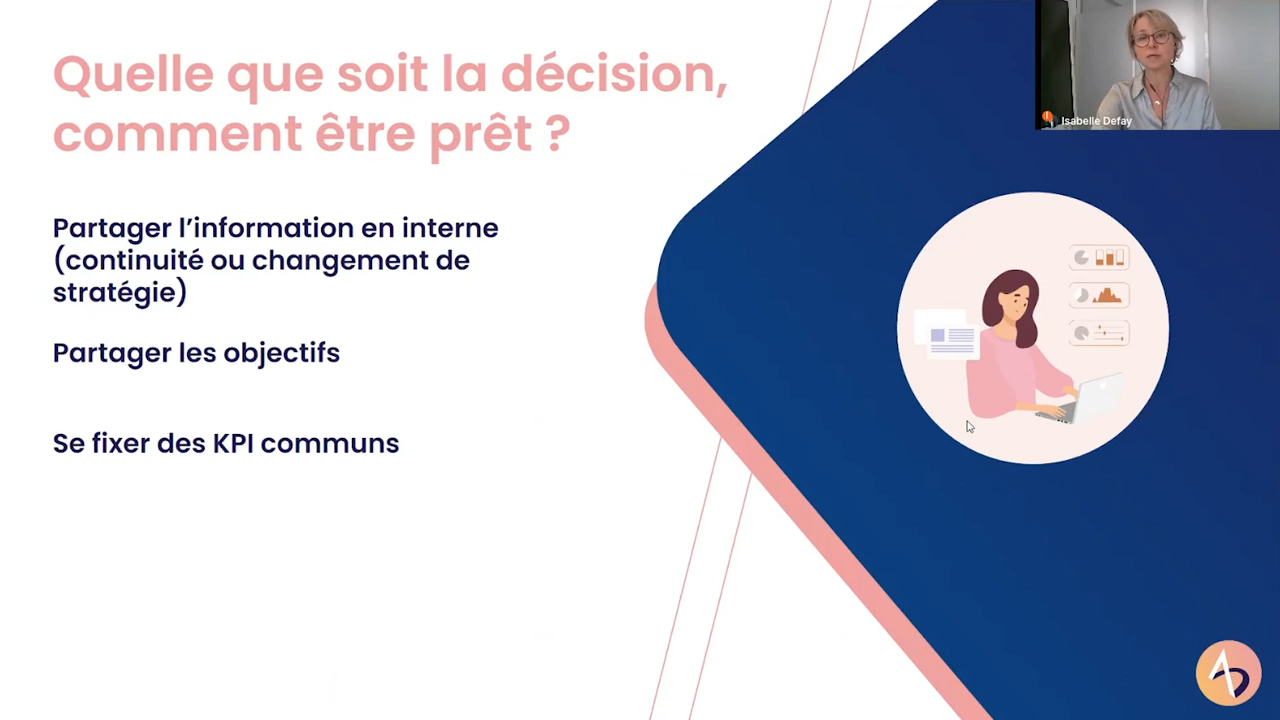 Quelle que soit la décision,
comment être prêt ?
Isabelle Defay
Partager l’information en interne
(continuité ou changement de
stratégie)
Partager les objectifs
Se fixer des KPI communs